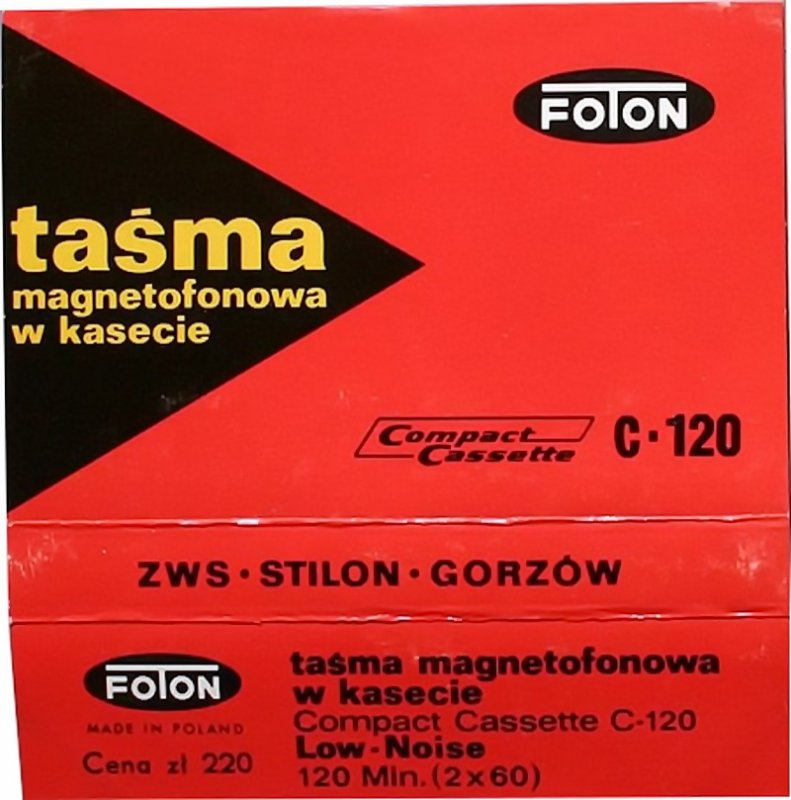 FOTON
taśma
magnetofonowa
w kasecie
Compact
Cassette
C·120
ZWS·STILON·GORZÓW
FOTON
MADE IN POLAND
Cena zł 220
taśma magnetofonowa
w kasecie
Compact Cassette C-120
Low-Noise
120 Min. (2x60)